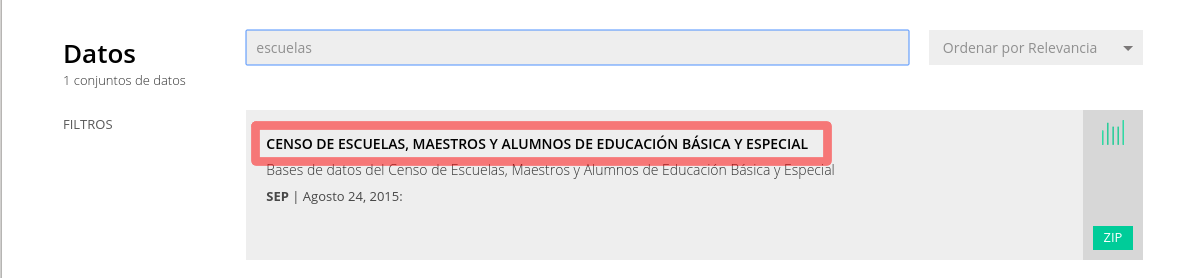 Datos
1 conjuntos de datos
escuelas
Ordenar por Relevancia
FILTROS
CENSO DE ESCUELAS, MAESTROS Y ALUMNOS DE EDUCACIÓN BÁSICA Y ESPECIAL
Bases de datos del Censo de Escuelas, Maestros y Alumnos de Educación Básica y Especial
SEP | Agosto 24, 2015:
ZIP